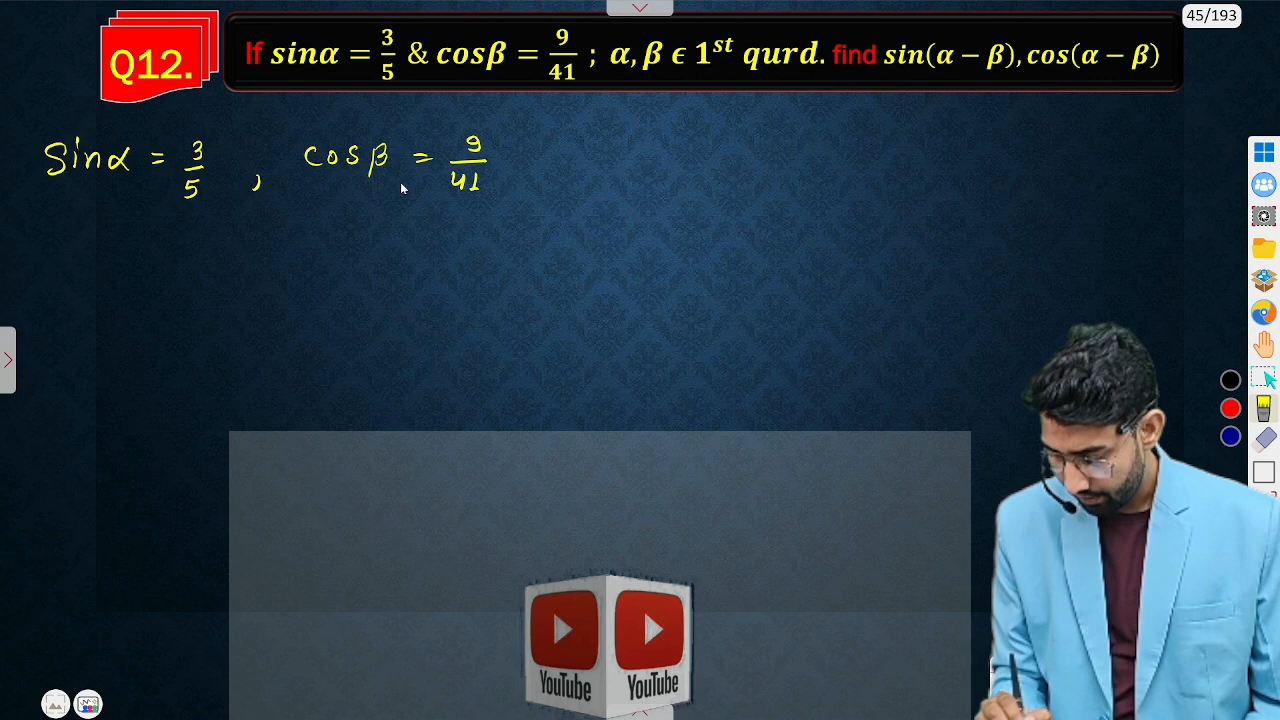 45/193
Q12.
If sinα = 3/5 & cosβ = 9/41 ; α, β ϵ 1ˢᵗ qurd. find sin(α − β), cos(α − β)
Sinα = 3/5 , cosβ = 9/41
YouTube YouTube